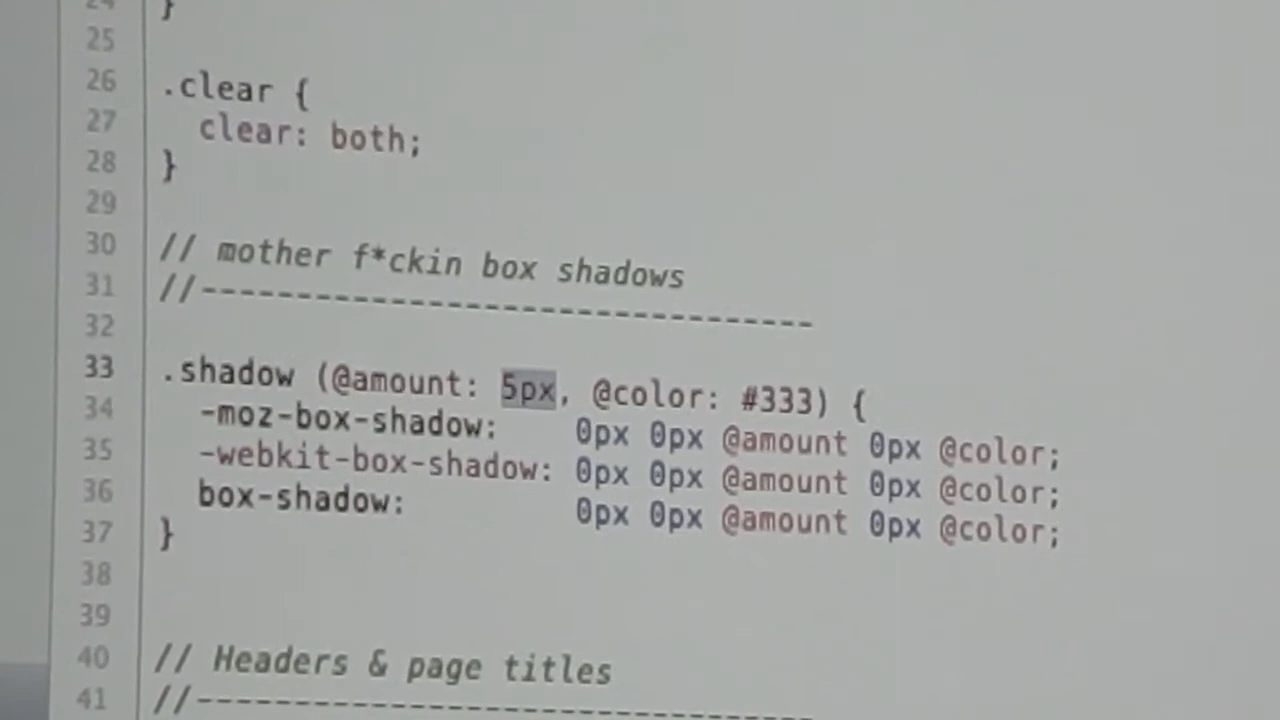 24 }
25
26 .clear {
27 clear: both;
28 }
29
30 // mother f*ckin box shadows
31 //---------------------------------
32
33 .shadow (@amount: 5px, @color: #333) {
34 -moz-box-shadow: 0px 0px @amount 0px @color;
35 -webkit-box-shadow: 0px 0px @amount 0px @color;
36 box-shadow: 0px 0px @amount 0px @color;
37 }
38
39
40 // Headers & page titles
41 //---------------------------------